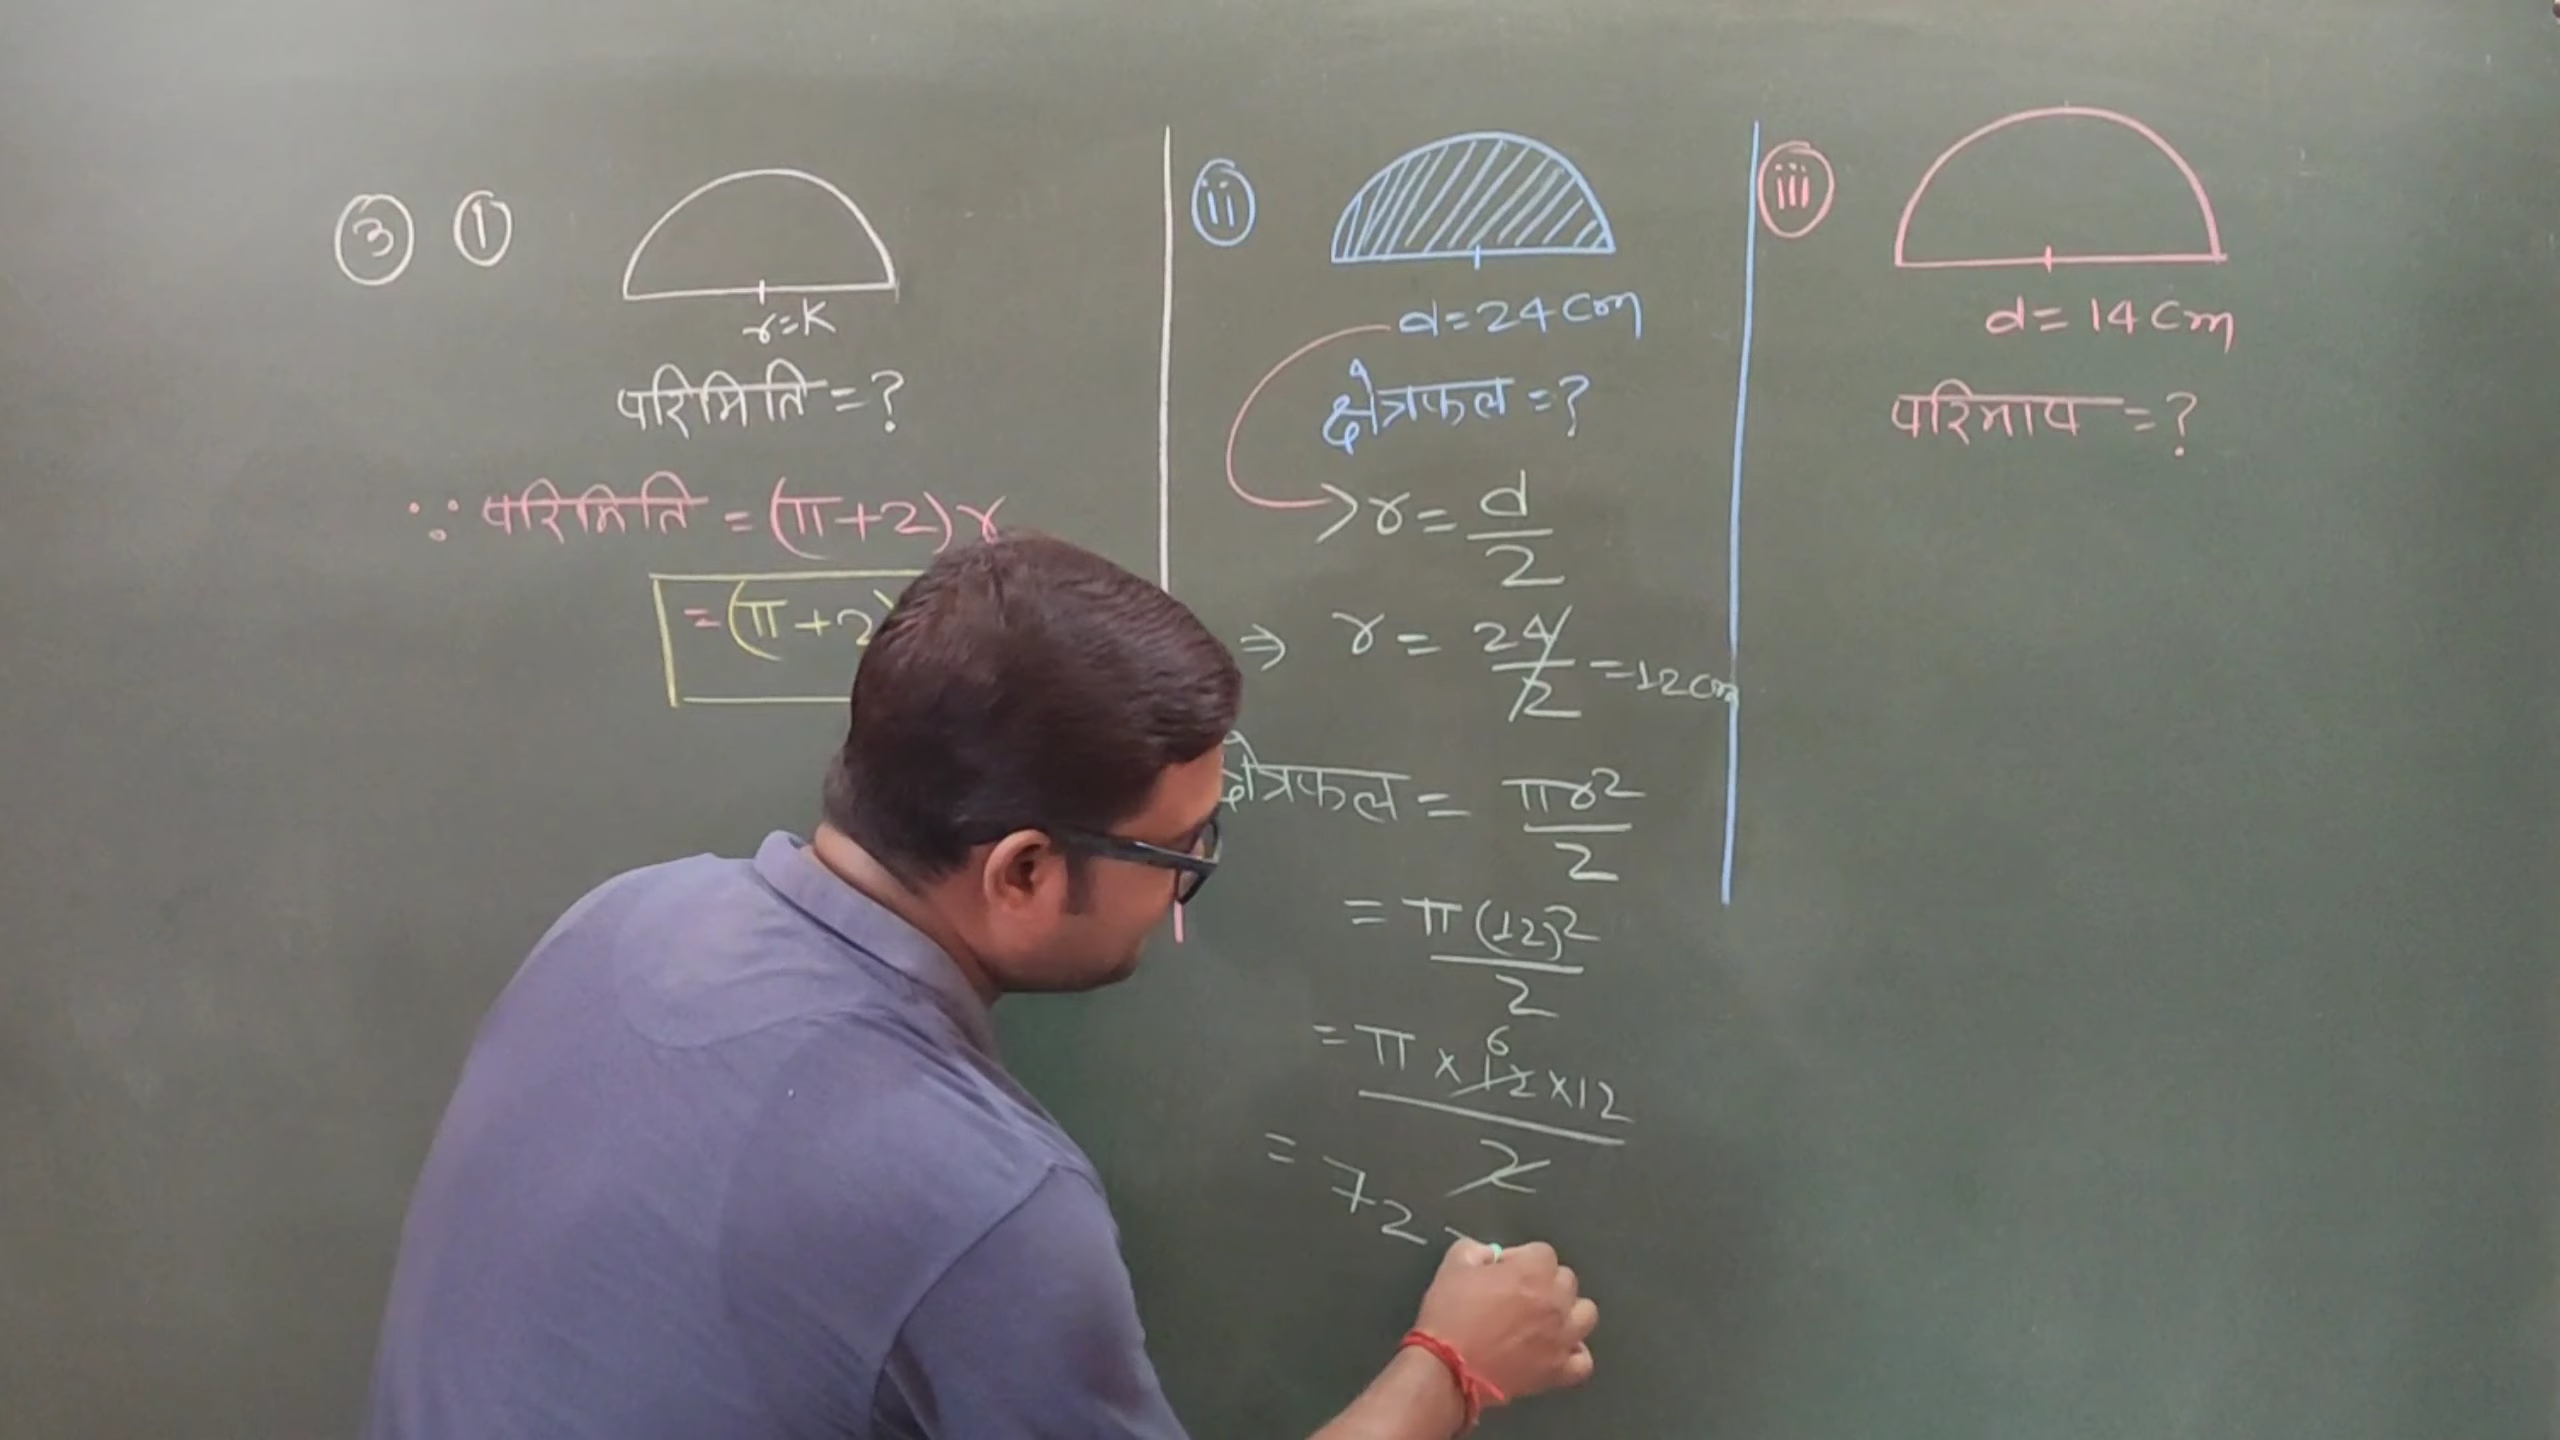 ③ ①
r=K
परिमिति =?
∵ परिमिति = (π+2)r
= (π+2)
ii
d=24cm
क्षेत्रफल =?
> r = d/2
⇒ r = 24/2 = 12cm
क्षेत्रफल = πr²/2
= π(12)²/2
6
= π × 12 × 12 / 2
= 72
iii
d = 14cm
परिमाप = ?